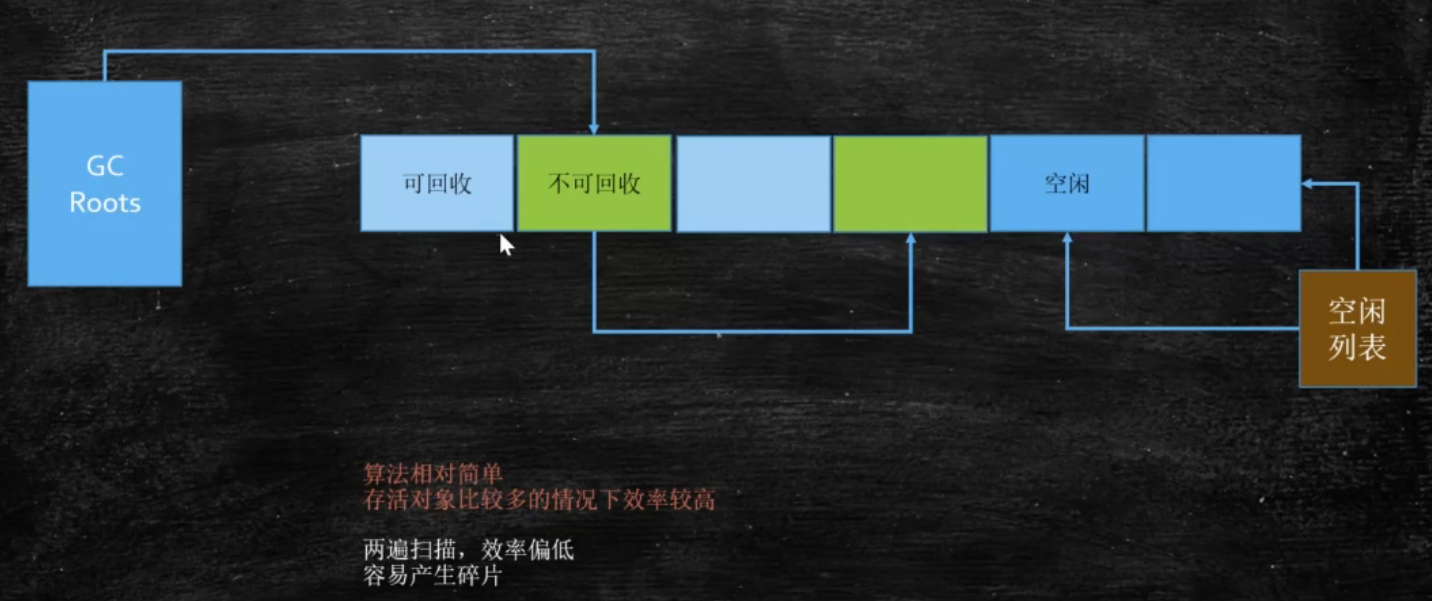 GC
Roots
可回收
不可回收
空闲
空闲
列表
算法相对简单
存活对象比较多的情况下效率较高
两遍扫描，效率偏低
容易产生碎片